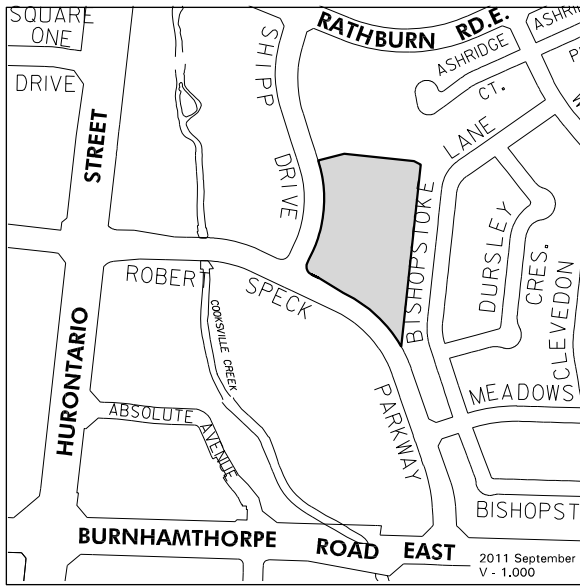 SQUARE
ONE
DRIVE
STREET
HURONTARIO
SHIPP
DRIVE
RATHBURN RD.E.
ASHRIDGE
CT.
LANE
BISHOPSTOKE
DURSLEY
CRES.
CLEVEDON
ROBERT
SPECK
PARKWAY
COOKSVILLE CREEK
ABSOLUTE
AVENUE
MEADOWS
BISHOPST
BURNHAMTHORPE ROAD EAST
2011 September
V - 1.000